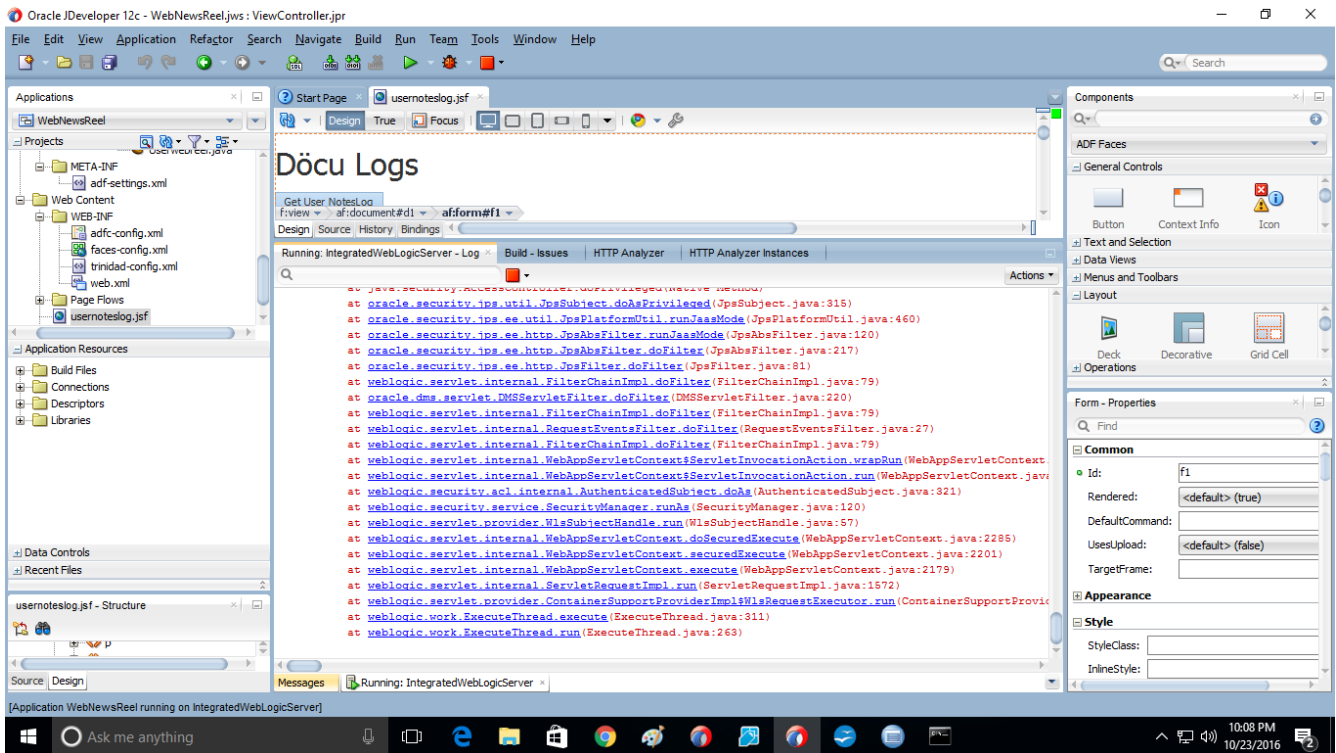 Oracle JDeveloper 12c - WebNewsReel.jws : ViewController.jpr
File Edit View Application Refactor Search Navigate Build Run Team Tools Window Help
Search
Applications
WebNewsReel
Projects
META-INF
adf-settings.xml
Web Content
WEB-INF
adfc-config.xml
faces-config.xml
trinidad-config.xml
web.xml
Page Flows
usernoteslog.jsf
Application Resources
Build Files
Connections
Descriptors
Libraries
Data Controls
Recent Files
usernoteslog.jsf - Structure
p
Source Design
Start Page usernoteslog.jsf
Design True Focus
Döcu Logs
Get User NotesLog
f:view af:document#d1 af:form#f1
Design Source History Bindings
Running: IntegratedWebLogicServer - Log Build - Issues HTTP Analyzer HTTP Analyzer Instances
Actions
at java.security.AccessController.doPrivileged(Native Method)
at oracle.security.jps.util.JpsSubject.doAsPrivileged(JpsSubject.java:315)
at oracle.security.jps.ee.util.JpsPlatformUtil.runJaasMode(JpsPlatformUtil.java:460)
at oracle.security.jps.ee.http.JpsAbsFilter.runJaasMode(JpsAbsFilter.java:120)
at oracle.security.jps.ee.http.JpsAbsFilter.doFilter(JpsAbsFilter.java:217)
at oracle.security.jps.ee.http.JpsFilter.doFilter(JpsFilter.java:81)
at weblogic.servlet.internal.FilterChainImpl.doFilter(FilterChainImpl.java:79)
at oracle.dms.servlet.DMSServletFilter.doFilter(DMSServletFilter.java:220)
at weblogic.servlet.internal.FilterChainImpl.doFilter(FilterChainImpl.java:79)
at weblogic.servlet.internal.RequestEventsFilter.doFilter(RequestEventsFilter.java:27)
at weblogic.servlet.internal.FilterChainImpl.doFilter(FilterChainImpl.java:79)
at weblogic.servlet.internal.WebAppServletContext$ServletInvocationAction.wrapRun(WebAppServletContext.
at weblogic.servlet.internal.WebAppServletContext$ServletInvocationAction.run(WebAppServletContext.java
at weblogic.security.acl.internal.AuthenticatedSubject.doAs(AuthenticatedSubject.java:321)
at weblogic.security.service.SecurityManager.runAs(SecurityManager.java:120)
at weblogic.servlet.provider.WlsSubjectHandle.run(WlsSubjectHandle.java:57)
at weblogic.servlet.internal.WebAppServletContext.doSecuredExecute(WebAppServletContext.java:2285)
at weblogic.servlet.internal.WebAppServletContext.securedExecute(WebAppServletContext.java:2201)
at weblogic.servlet.internal.WebAppServletContext.execute(WebAppServletContext.java:2179)
at weblogic.servlet.internal.ServletRequestImpl.run(ServletRequestImpl.java:1572)
at weblogic.servlet.provider.ContainerSupportProviderImpl$WlsRequestExecutor.run(ContainerSupportProvid
at weblogic.work.ExecuteThread.execute(ExecuteThread.java:311)
at weblogic.work.ExecuteThread.run(ExecuteThread.java:263)
Messages Running: IntegratedWebLogicServer
Components
ADF Faces
General Controls
Button Context Info Icon
Text and Selection
Data Views
Menus and Toolbars
Layout
Deck Decorative Grid Cell
Operations
Form - Properties
Find
Common
Id: f1
Rendered: <default> (true)
DefaultCommand:
UsesUpload: <default> (false)
TargetFrame:
Appearance
Style
StyleClass:
InlineStyle:
[Application WebNewsReel running on IntegratedWebLogicServer]
Ask me anything
10:08 PM
10/23/2016
2